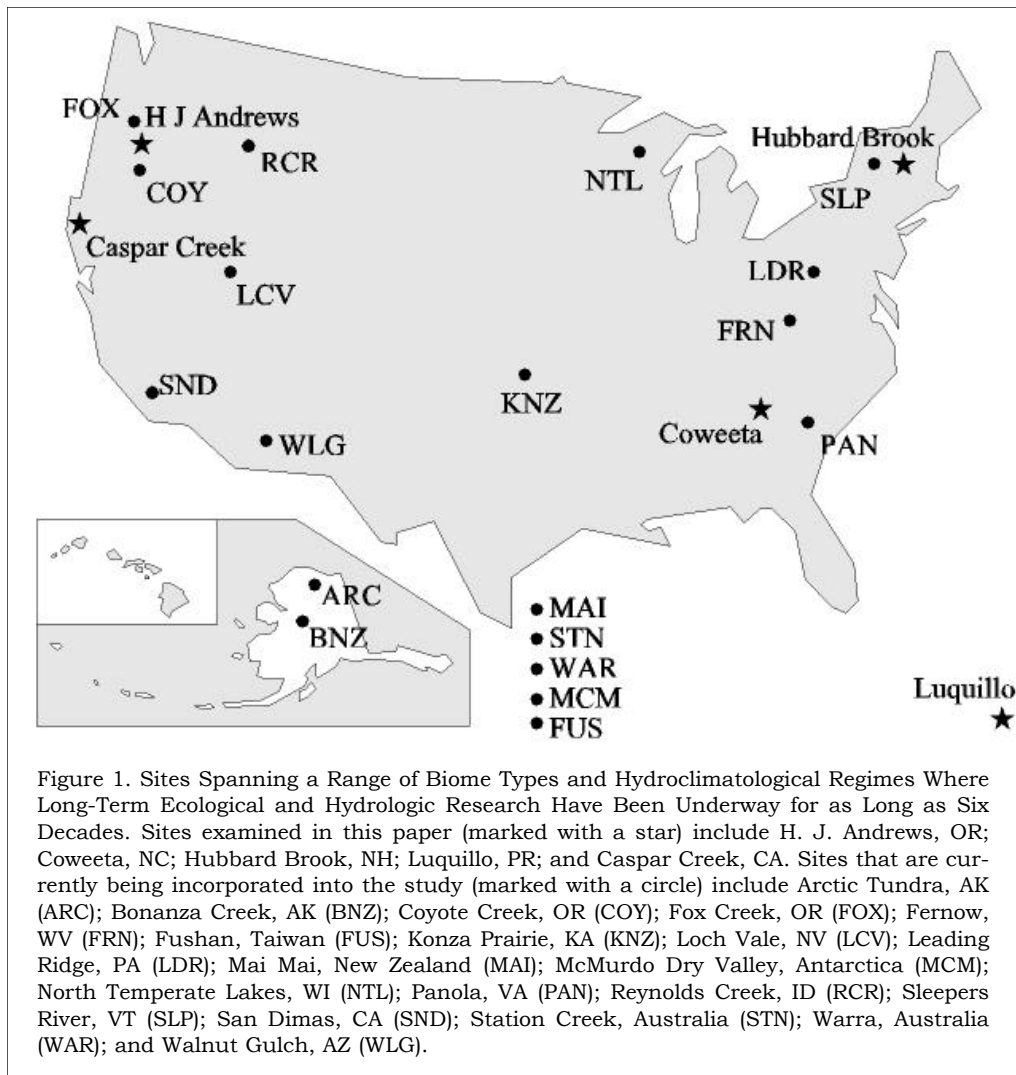 FOX
H J Andrews
RCR
COY
Caspar Creek
LCV
SND
WLG
NTL
Hubbard Brook
SLP
LDR
FRN
KNZ
Coweeta
PAN
ARC
BNZ
MAI
STN
WAR
MCM
FUS
Luquillo
Figure 1. Sites Spanning a Range of Biome Types and Hydroclimatological Regimes Where
Long-Term Ecological and Hydrologic Research Have Been Underway for as Long as Six
Decades. Sites examined in this paper (marked with a star) include H. J. Andrews, OR;
Coweeta, NC; Hubbard Brook, NH; Luquillo, PR; and Caspar Creek, CA. Sites that are cur-
rently being incorporated into the study (marked with a circle) include Arctic Tundra, AK
(ARC); Bonanza Creek, AK (BNZ); Coyote Creek, OR (COY); Fox Creek, OR (FOX); Fernow,
WV (FRN); Fushan, Taiwan (FUS); Konza Prairie, KA (KNZ); Loch Vale, NV (LCV); Leading
Ridge, PA (LDR); Mai Mai, New Zealand (MAI); McMurdo Dry Valley, Antarctica (MCM);
North Temperate Lakes, WI (NTL); Panola, VA (PAN); Reynolds Creek, ID (RCR); Sleepers
River, VT (SLP); San Dimas, CA (SND); Station Creek, Australia (STN); Warra, Australia
(WAR); and Walnut Gulch, AZ (WLG).